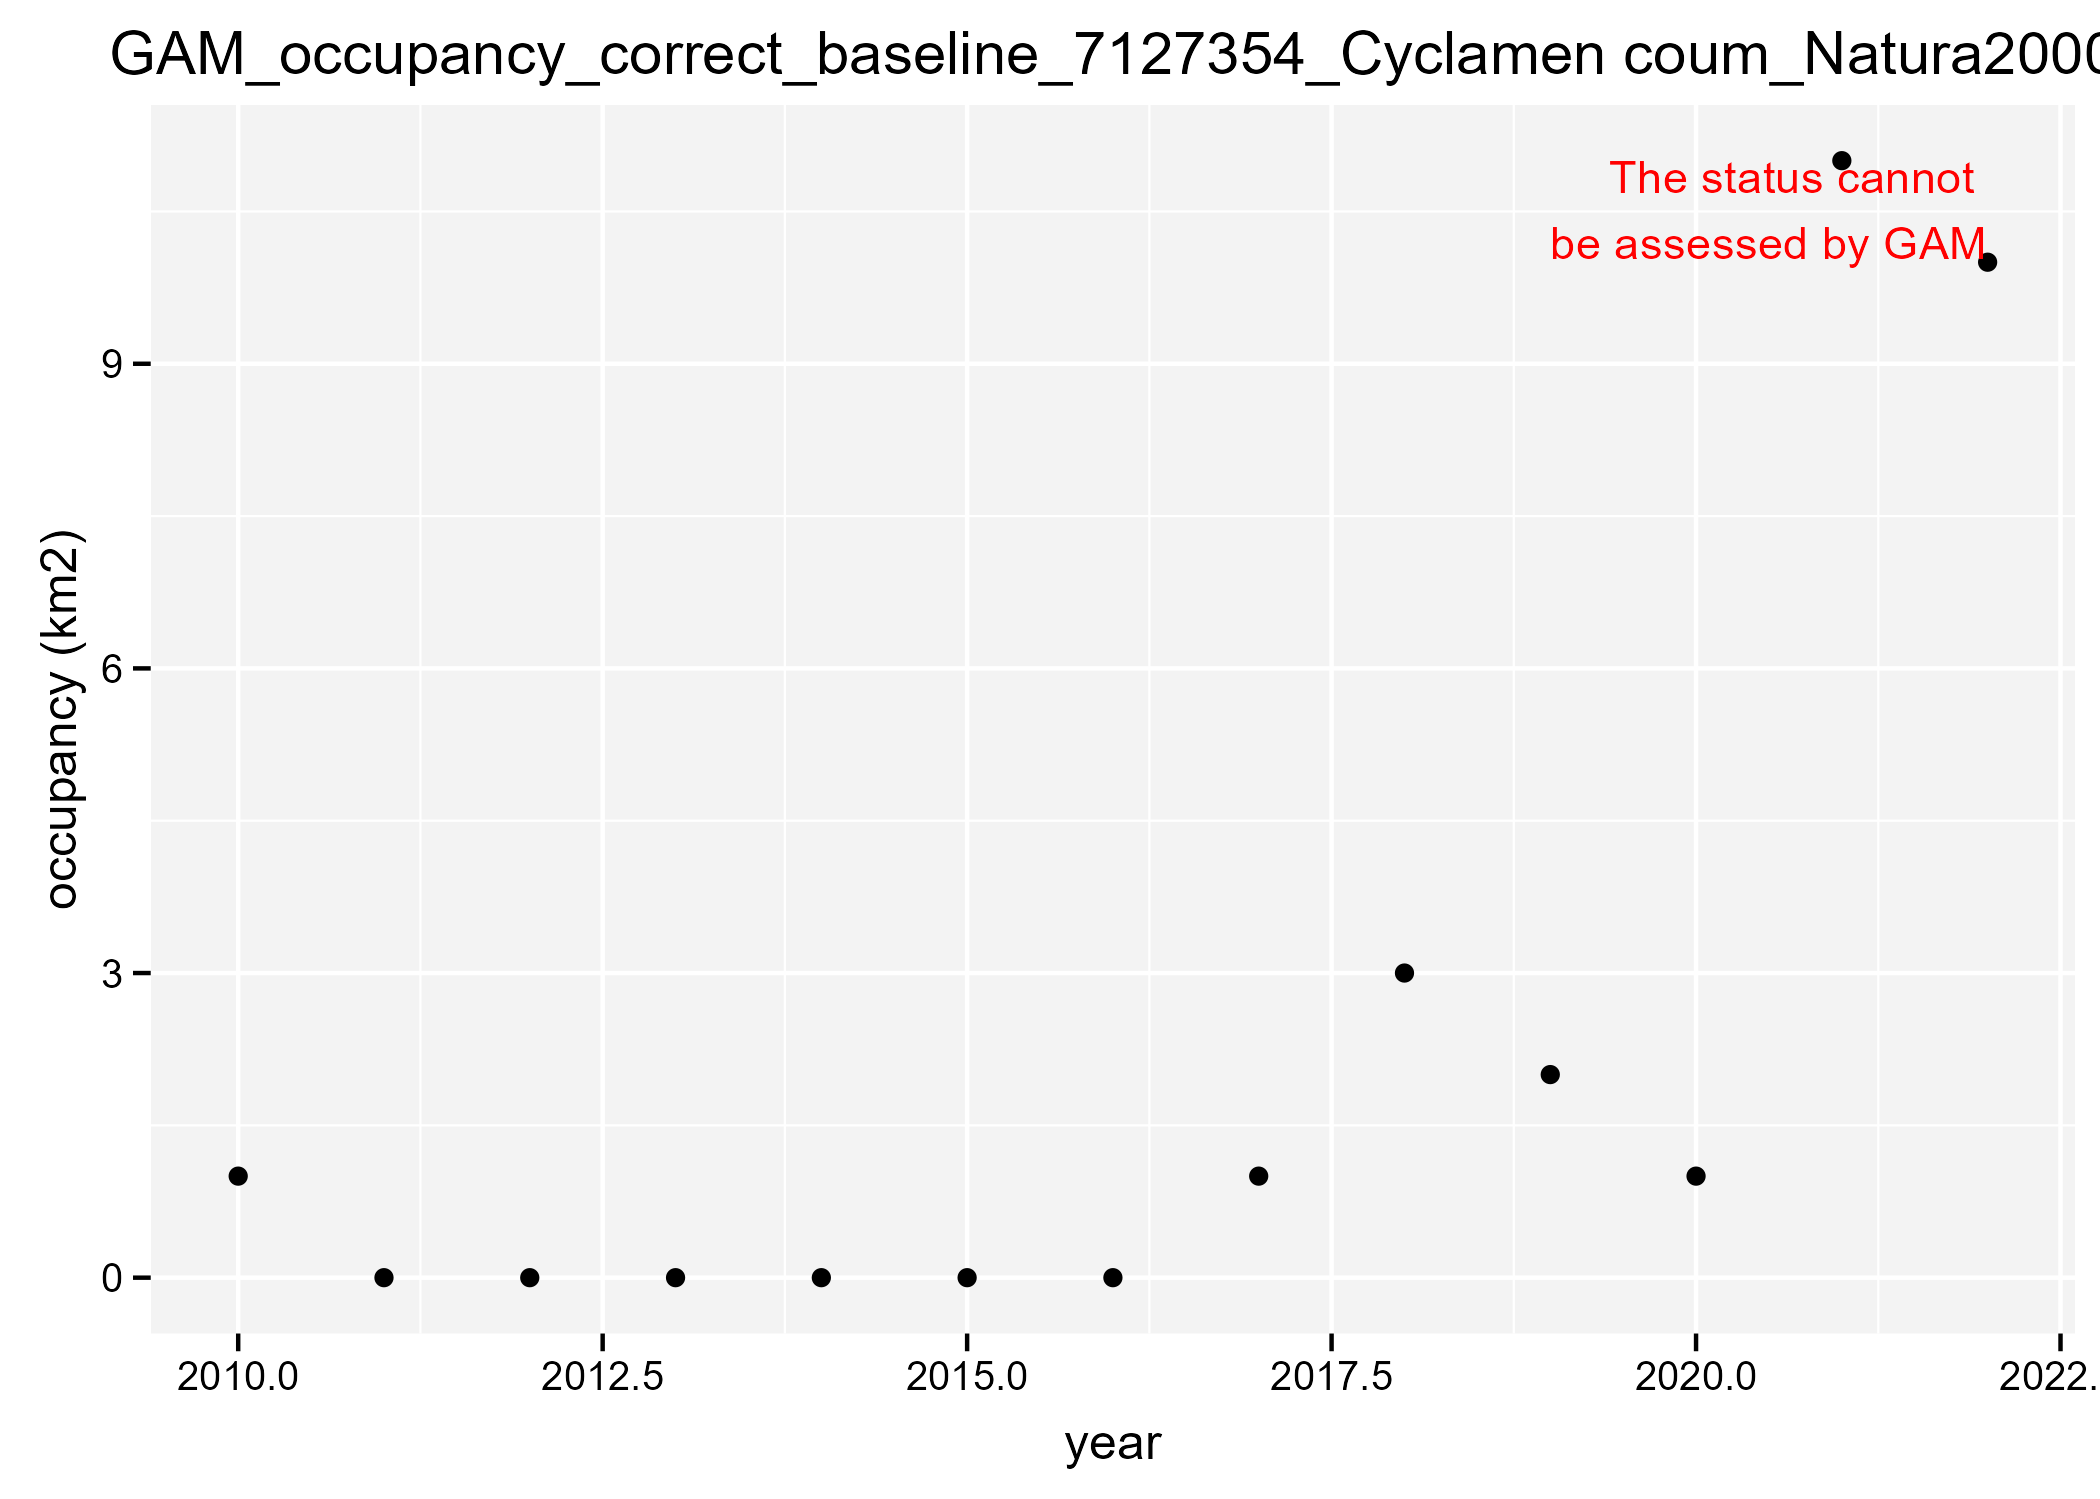 GAM_occupancy_correct_baseline_7127354_Cyclamen coum_Natura2000
The status cannot
be assessed by GAM
9
6
3
0
occupancy (km2)
2010.0
2012.5
2015.0
2017.5
2020.0
2022.
year